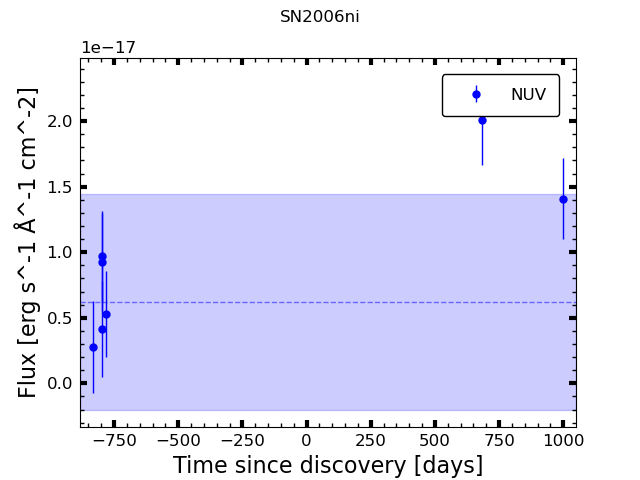 SN2006ni
1e−17
NUV
2.0
1.5
1.0
0.5
0.0
Flux [erg s^-1 Å^-1 cm^-2]
−750 −500 −250 0 250 500 750 1000
Time since discovery [days]